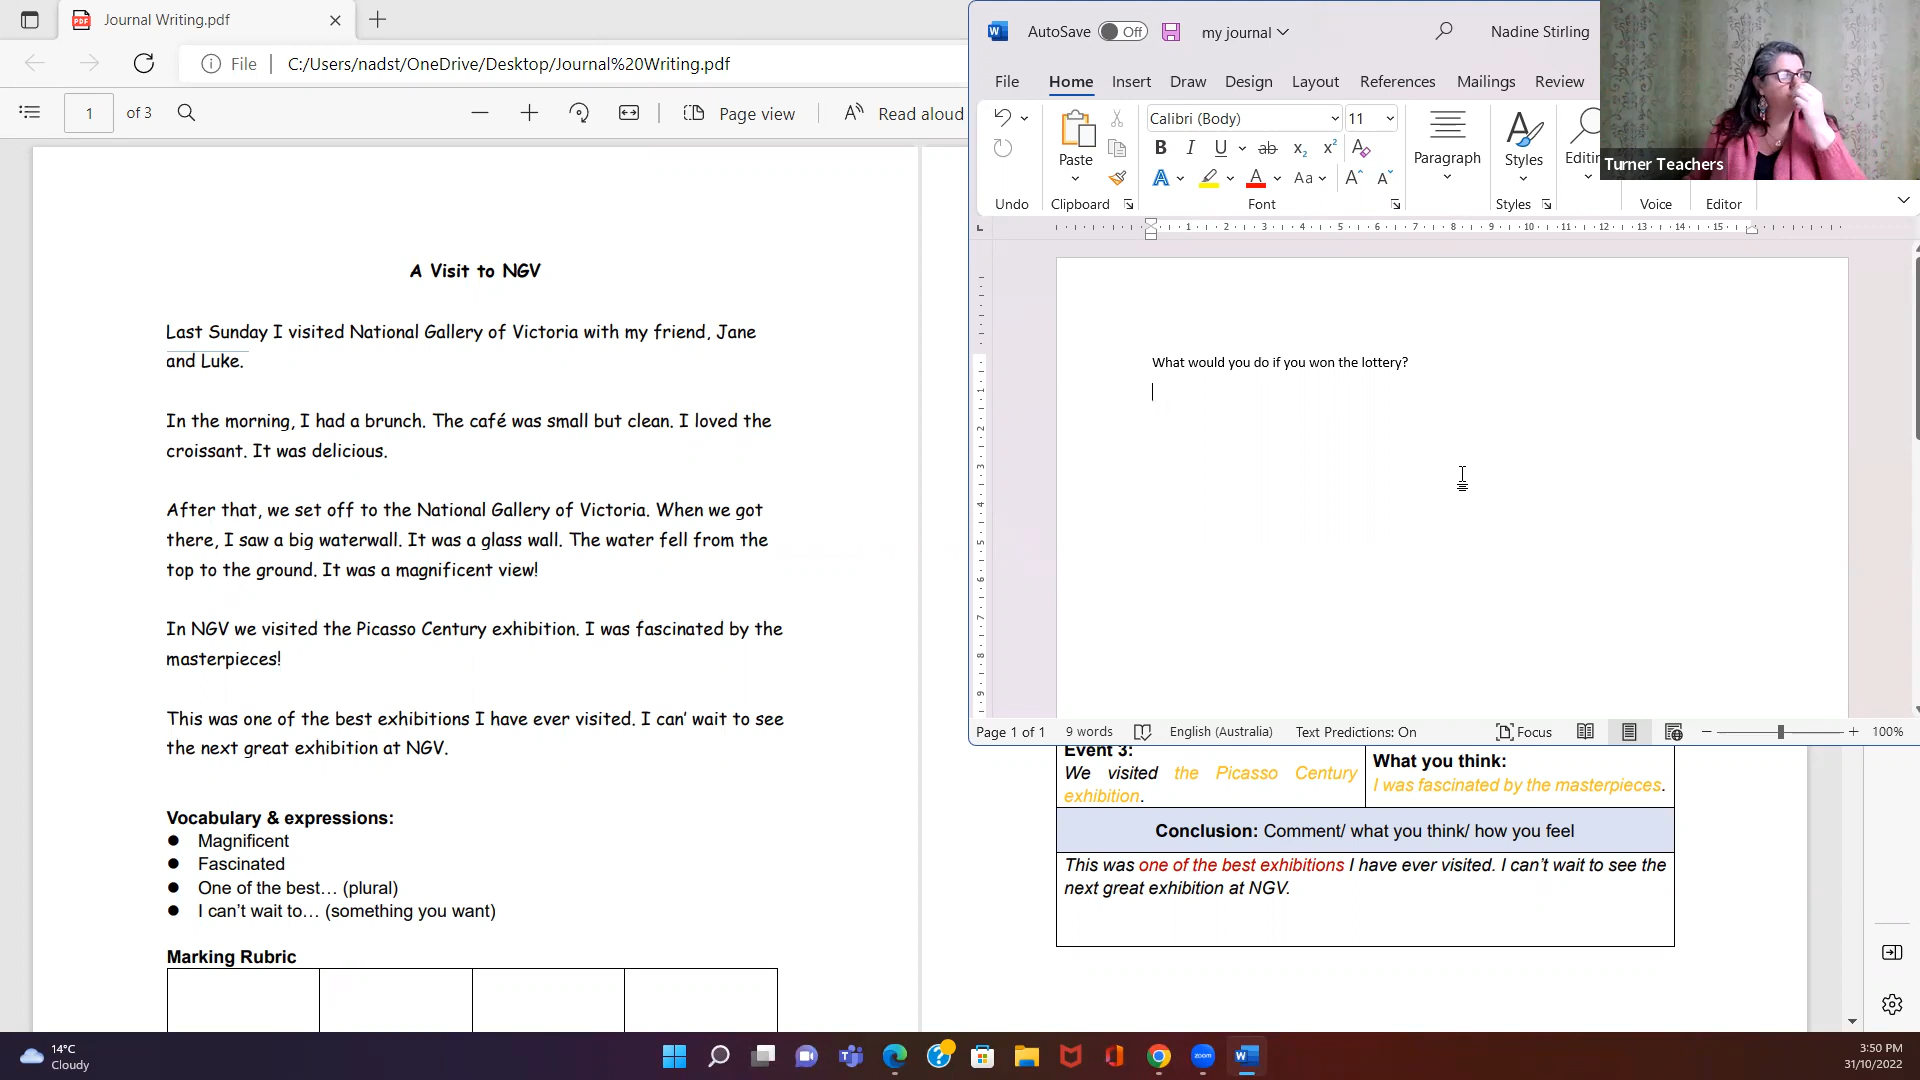 Journal Writing.pdf
File
C:/Users/nadst/OneDrive/Desktop/Journal%20Writing.pdf
1 of 3
Page view
Read aloud
A Visit to NGV
Last Sunday I visited National Gallery of Victoria with my friend, Jane
and Luke.
In the morning, I had a brunch. The café was small but clean. I loved the
croissant. It was delicious.
After that, we set off to the National Gallery of Victoria. When we got
there, I saw a big waterwall. It was a glass wall. The water fell from the
top to the ground. It was a magnificent view!
In NGV we visited the Picasso Century exhibition. I was fascinated by the
masterpieces!
This was one of the best exhibitions I have ever visited. I can' wait to see
the next great exhibition at NGV.
Vocabulary & expressions:
● Magnificent
● Fascinated
● One of the best… (plural)
● I can't wait to… (something you want)
Marking Rubric
AutoSave Off my journal Nadine Stirling
File Home Insert Draw Design Layout References Mailings Review
Calibri (Body) 11
Paste
Paragraph
Styles
Undo Clipboard Font Styles Voice Editor
Turner Teachers
What would you do if you won the lottery?
Page 1 of 1 9 words English (Australia) Text Predictions: On Focus 100%
Event 3:
We visited the Picasso Century
exhibition.
What you think:
I was fascinated by the masterpieces.
Conclusion: Comment/ what you think/ how you feel
This was one of the best exhibitions I have ever visited. I can't wait to see the
next great exhibition at NGV.
14°C
Cloudy
3:50 PM
31/10/2022